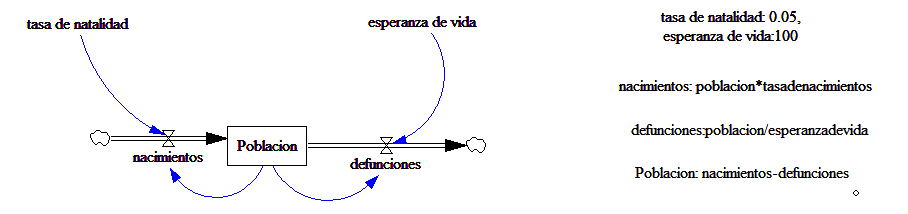 tasa de natalidad
esperanza de vida
nacimientos
Poblacion
defunciones
tasa de natalidad: 0.05,
esperanza de vida:100
nacimientos: poblacion*tasadenacimientos
defunciones:poblacion/esperanzadevida
Poblacion: nacimientos-defunciones